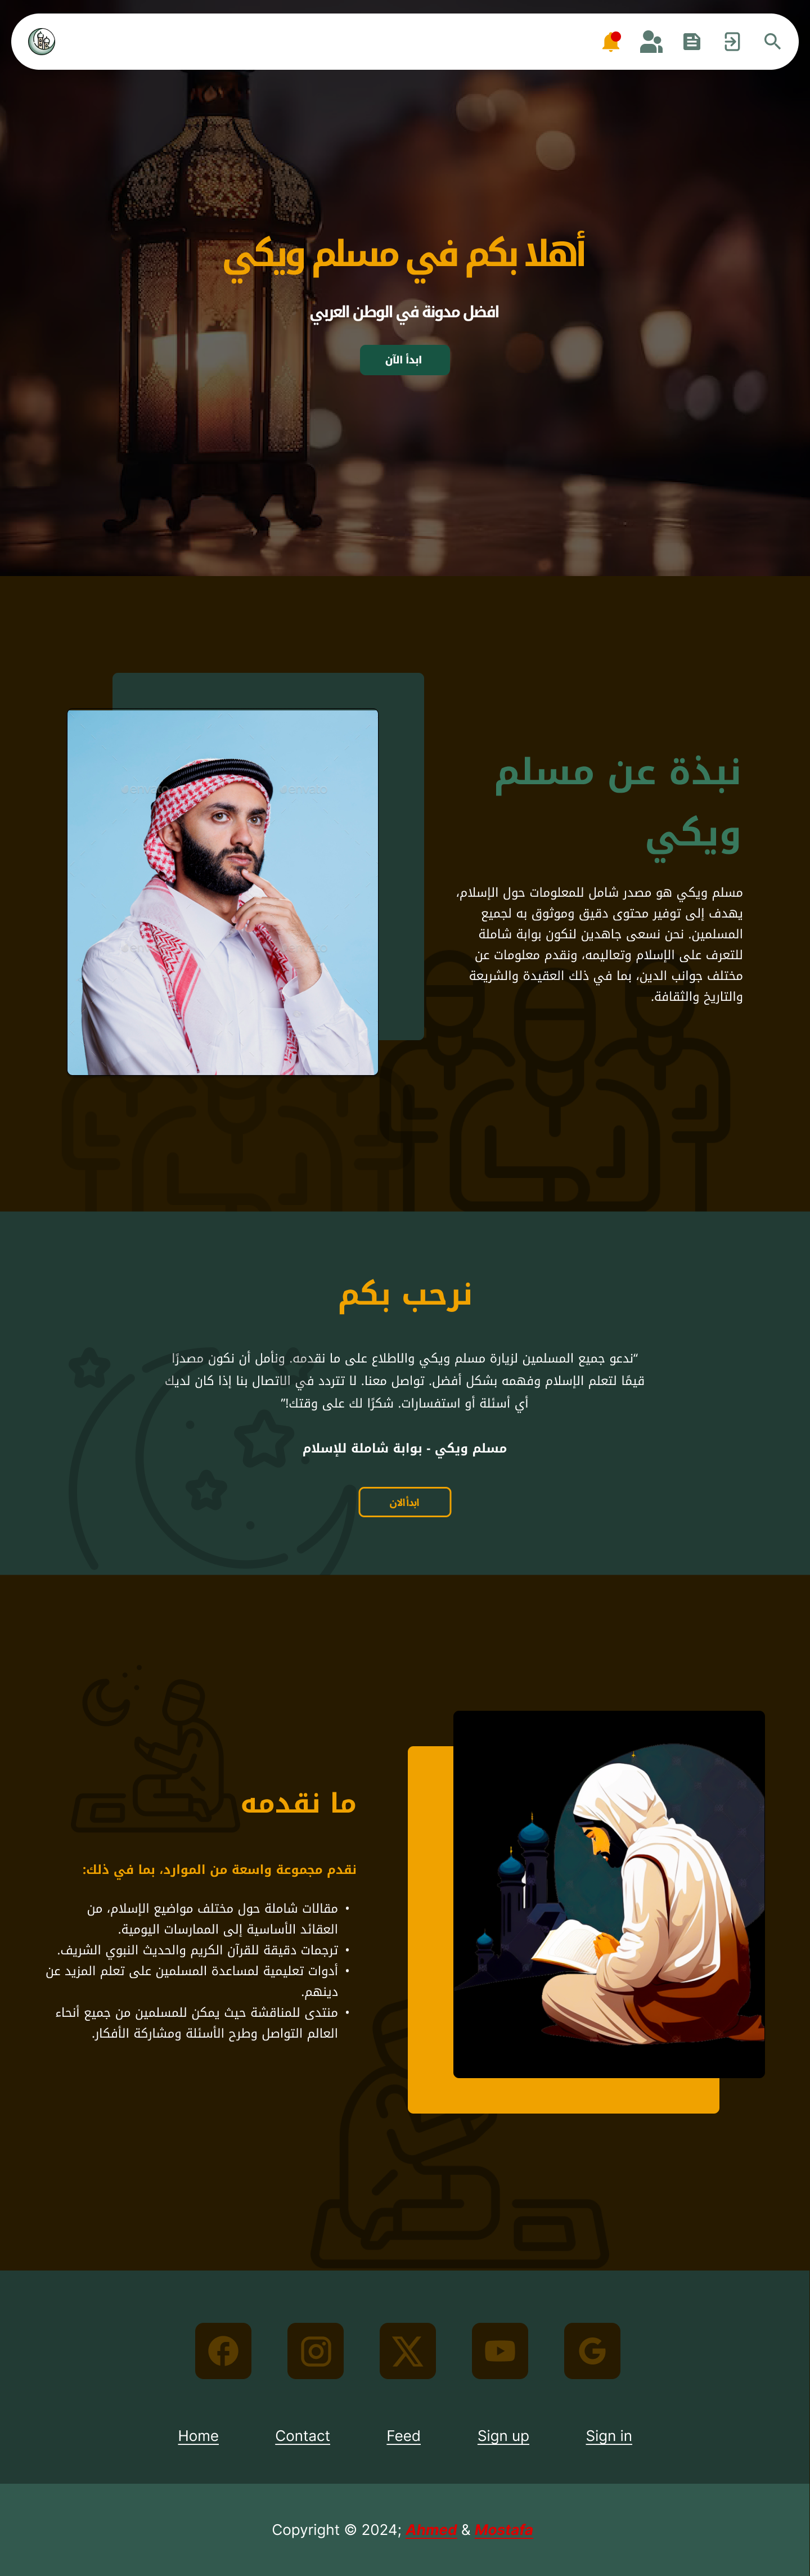 أهلا بكم في مسلم ويكي
افضل مدونة في الوطن العربي
ابدأ الآن
نبذة عن مسلم
ويكي
مسلم ويكي هو مصدر شامل للمعلومات حول الإسلام،
يهدف إلى توفير محتوى دقيق وموثوق به لجميع
المسلمين. نحن نسعى جاهدين لنكون بوابة شاملة
للتعرف على الإسلام وتعاليمه، ونقدم معلومات عن
مختلف جوانب الدين، بما في ذلك العقيدة والشريعة
والتاريخ والثقافة.
نرحب بكم
"ندعو جميع المسلمين لزيارة مسلم ويكي والاطلاع على ما نقدمه. ونأمل أن نكون مصدرًا
قيمًا لتعلم الإسلام وفهمه بشكل أفضل. تواصل معنا. لا تتردد في الاتصال بنا إذا كان لديك
أي أسئلة أو استفسارات. شكرًا لك على وقتك!"
مسلم ويكي - بوابة شاملة للإسلام
ابدأ الان
ما نقدمه
نقدم مجموعة واسعة من الموارد، بما في ذلك:
• مقالات شاملة حول مختلف مواضيع الإسلام، من
العقائد الأساسية إلى الممارسات اليومية.
• ترجمات دقيقة للقرآن الكريم والحديث النبوي الشريف.
• أدوات تعليمية لمساعدة المسلمين على تعلم المزيد عن
دينهم.
• منتدى للمناقشة حيث يمكن للمسلمين من جميع أنحاء
العالم التواصل وطرح الأسئلة ومشاركة الأفكار.
Home Contact Feed Sign up Sign in
Copyright © 2024; Ahmed & Mostafa